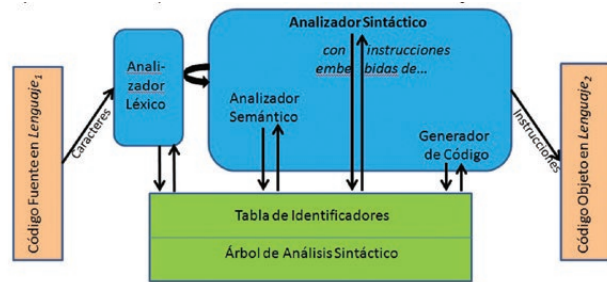 Código Fuente en Lenguaje1
Caracteres
Anali-
zador
Léxico
Analizador Sintáctico
con instrucciones
embebidas de...
Analizador
Semántico
Generador
de Código
Instrucciones
Código Objeto en Lenguaje2
Tabla de Identificadores
Árbol de Análisis Sintáctico